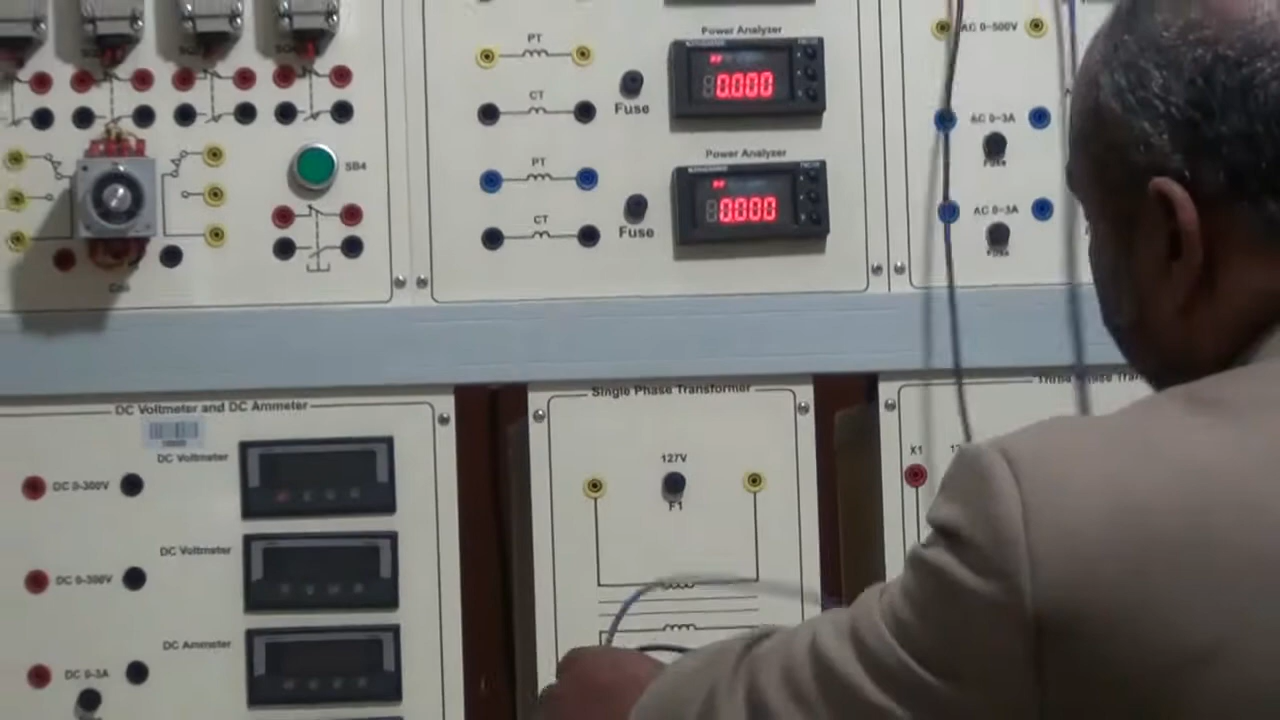 PT
Power Analyzer
0.000
CT
Fuse
PT
Power Analyzer
0.000
CT
Fuse
AC 0~500V
AC 0~3A
Fuse
AC 0~3A
Fuse
SB4
DC Voltmeter and DC Ammeter
DC Voltmeter
DC 0-300V
DC Voltmeter
DC 0-300V
DC Ammeter
DC 0-3A
Single Phase Transformer
127V
F1
X1